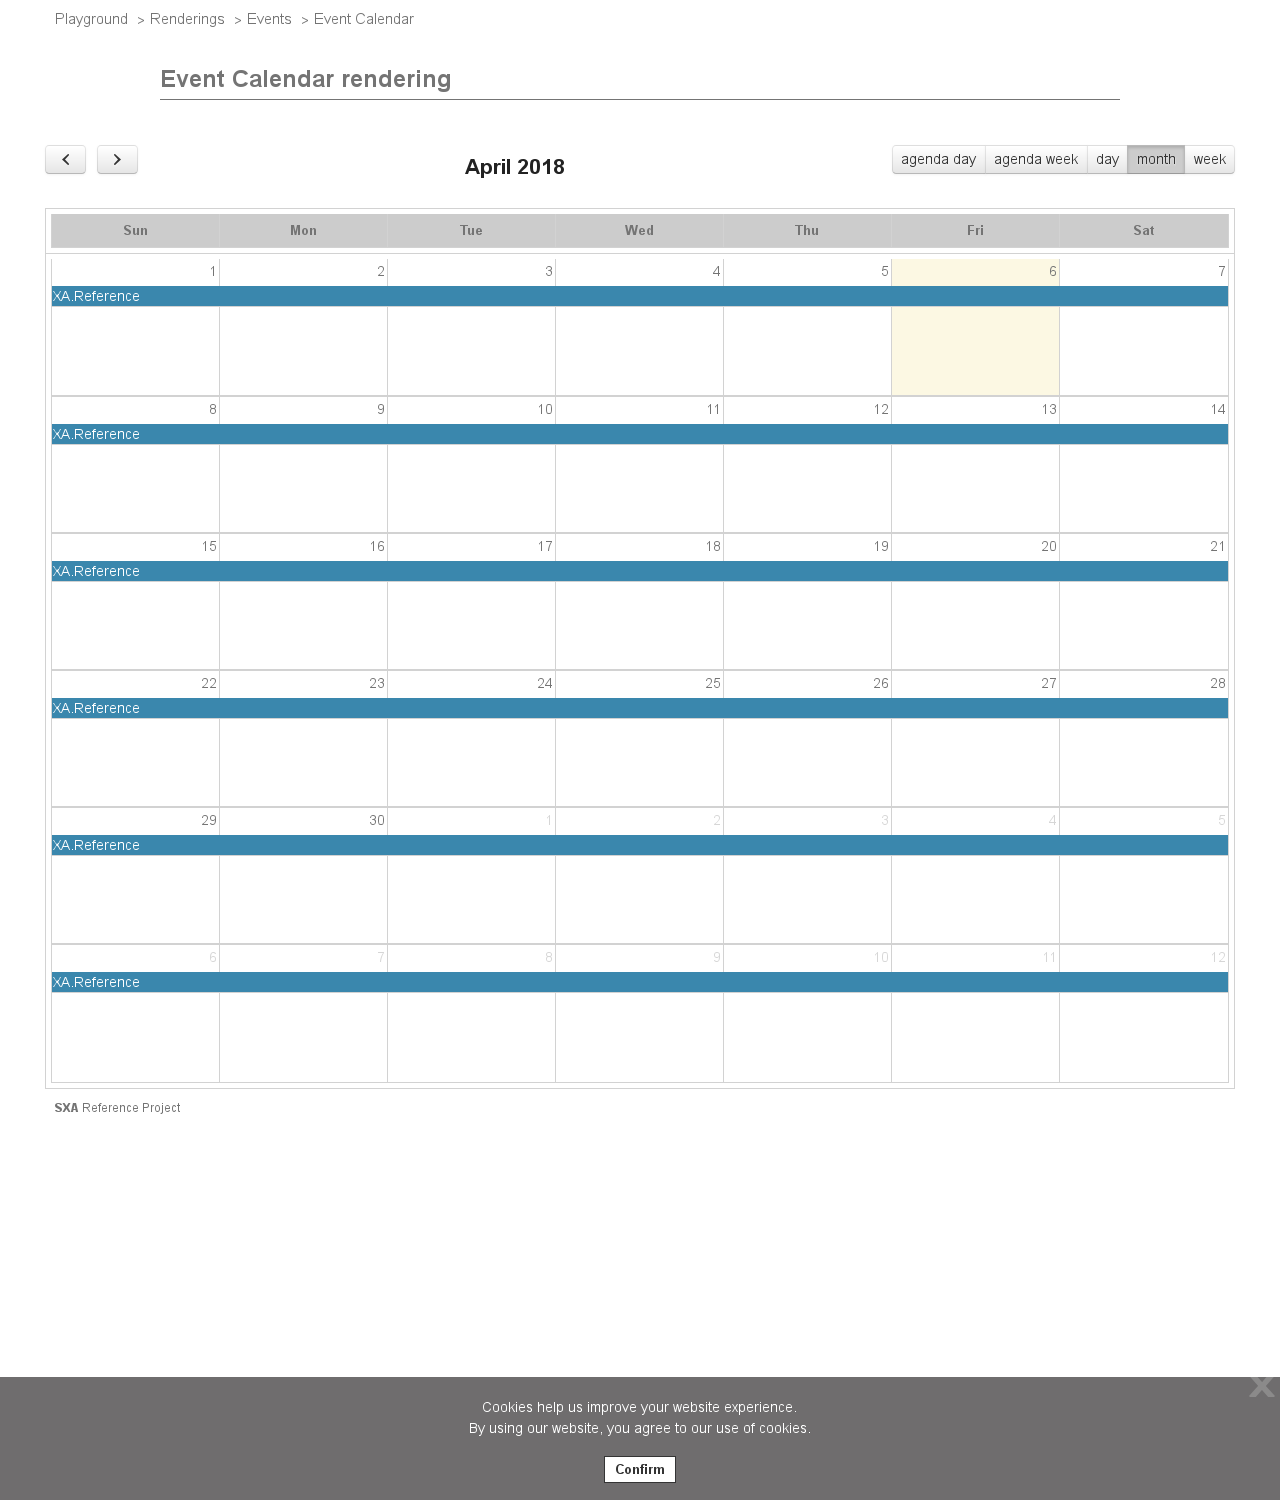 Playground > Renderings > Events > Event Calendar
Event Calendar rendering
April 2018
agenda day agenda week day month week
Sun Mon Tue Wed Thu Fri Sat
1 2 3 4 5 6 7
XA.Reference
8 9 10 11 12 13 14
XA.Reference
15 16 17 18 19 20 21
XA.Reference
22 23 24 25 26 27 28
XA.Reference
29 30 1 2 3 4 5
XA.Reference
6 7 8 9 10 11 12
XA.Reference
SXA Reference Project
Cookies help us improve your website experience.
By using our website, you agree to our use of cookies.
Confirm